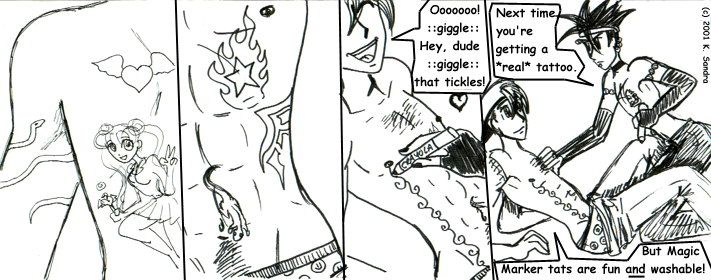 Ooooooo!
::giggle::
Hey, dude
::giggle::
that tickles!
CRAYOLA
Next time,
you're
getting a
*real* tattoo.
But Magic
Marker tats are fun and washable!
(c) 2001 K. Sandra